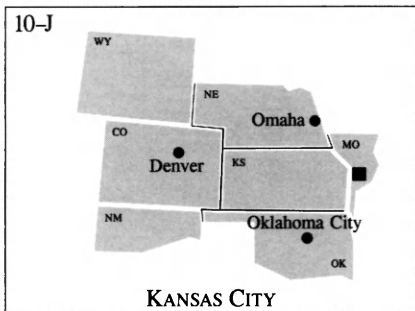 10–J
WY
NE
Omaha
CO
MO
Denver
KS
NM
Oklahoma City
OK
KANSAS CITY